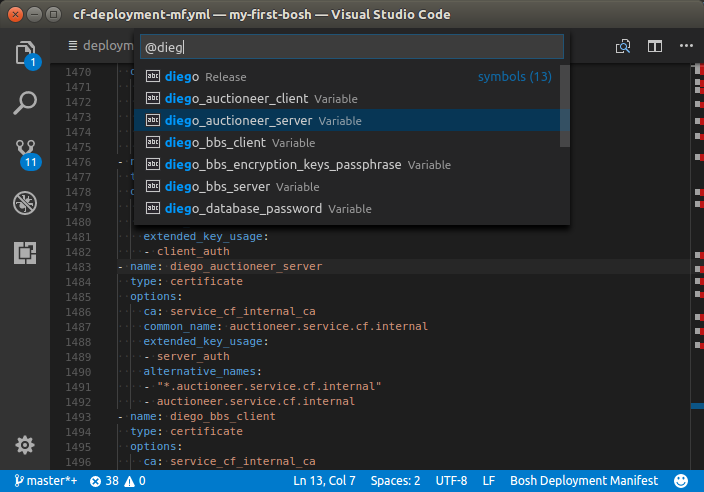 cf-deployment-mf.yml — my-first-bosh — Visual Studio Code
deploym
@dieg
diego Release symbols (13)
diego_auctioneer_client Variable
diego_auctioneer_server Variable
diego_bbs_client Variable
diego_bbs_encryption_keys_passphrase Variable
diego_bbs_server Variable
diego_database_password Variable
1
11
1470
1471
1472
1473
1474
1475
1476 - n
1477 t
1478 o
1479
1480
1481 extended_key_usage:
1482 - client_auth
1483 - name: diego_auctioneer_server
1484 type: certificate
1485 options:
1486 ca: service_cf_internal_ca
1487 common_name: auctioneer.service.cf.internal
1488 extended_key_usage:
1489 - server_auth
1490 alternative_names:
1491 - "*.auctioneer.service.cf.internal"
1492 - auctioneer.service.cf.internal
1493 - name: diego_bbs_client
1494 type: certificate
1495 options:
1496 ca: service_cf_internal_ca
master*+ 38 0 Ln 13, Col 7 Spaces: 2 UTF-8 LF Bosh Deployment Manifest